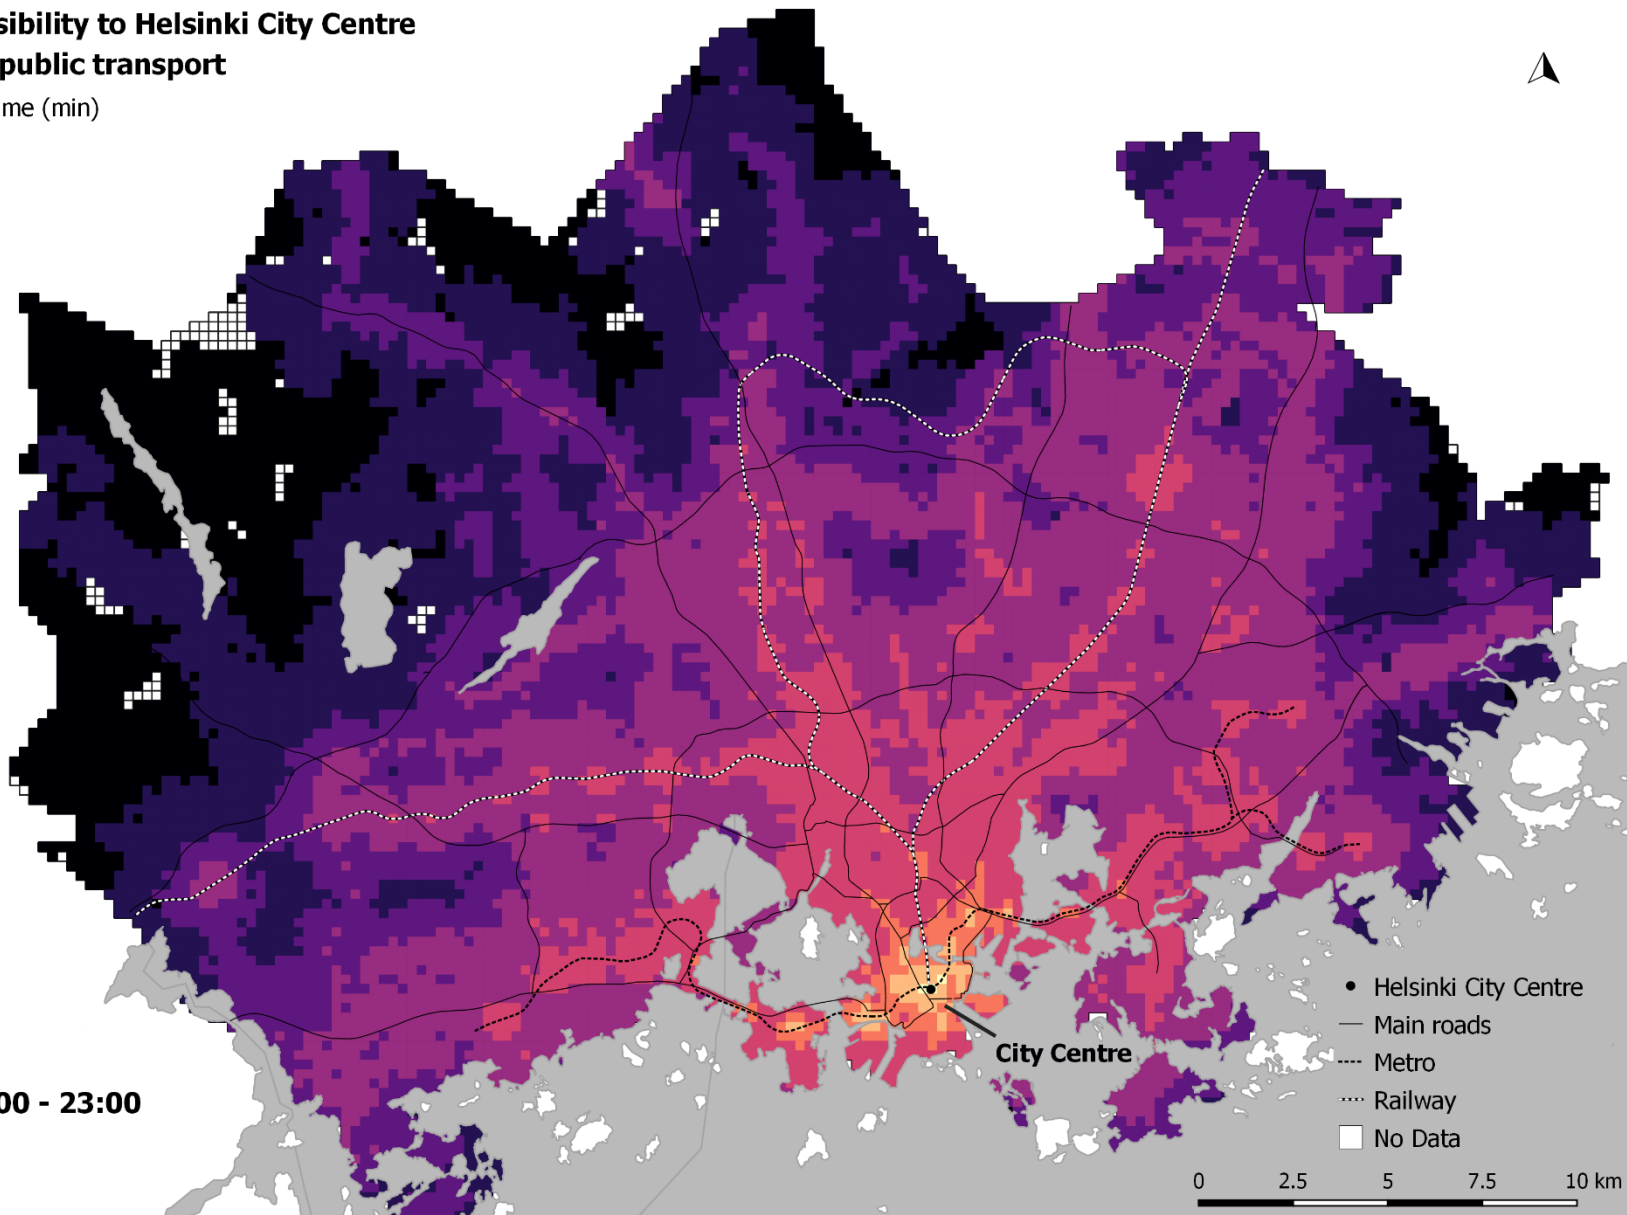 sibility to Helsinki City Centre
public transport
me (min)
City Centre
00 - 23:00
Helsinki City Centre
Main roads
Metro
Railway
No Data
0 2.5 5 7.5 10 km